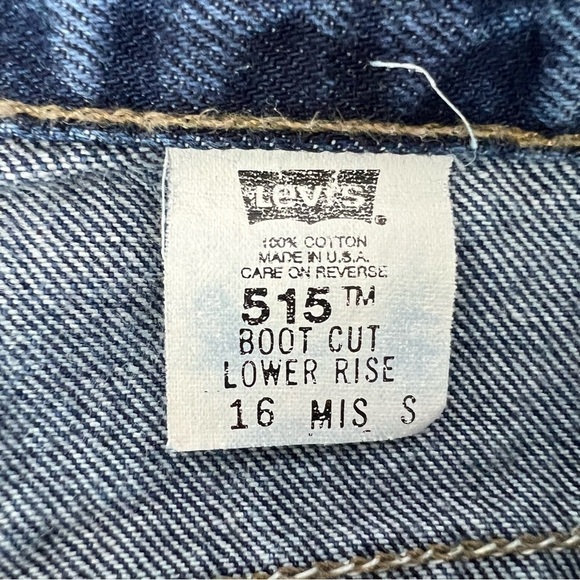 Levi's
100% COTTON
MADE IN U.S.A.
CARE ON REVERSE
515™
BOOT CUT
LOWER RISE
16 MIS S